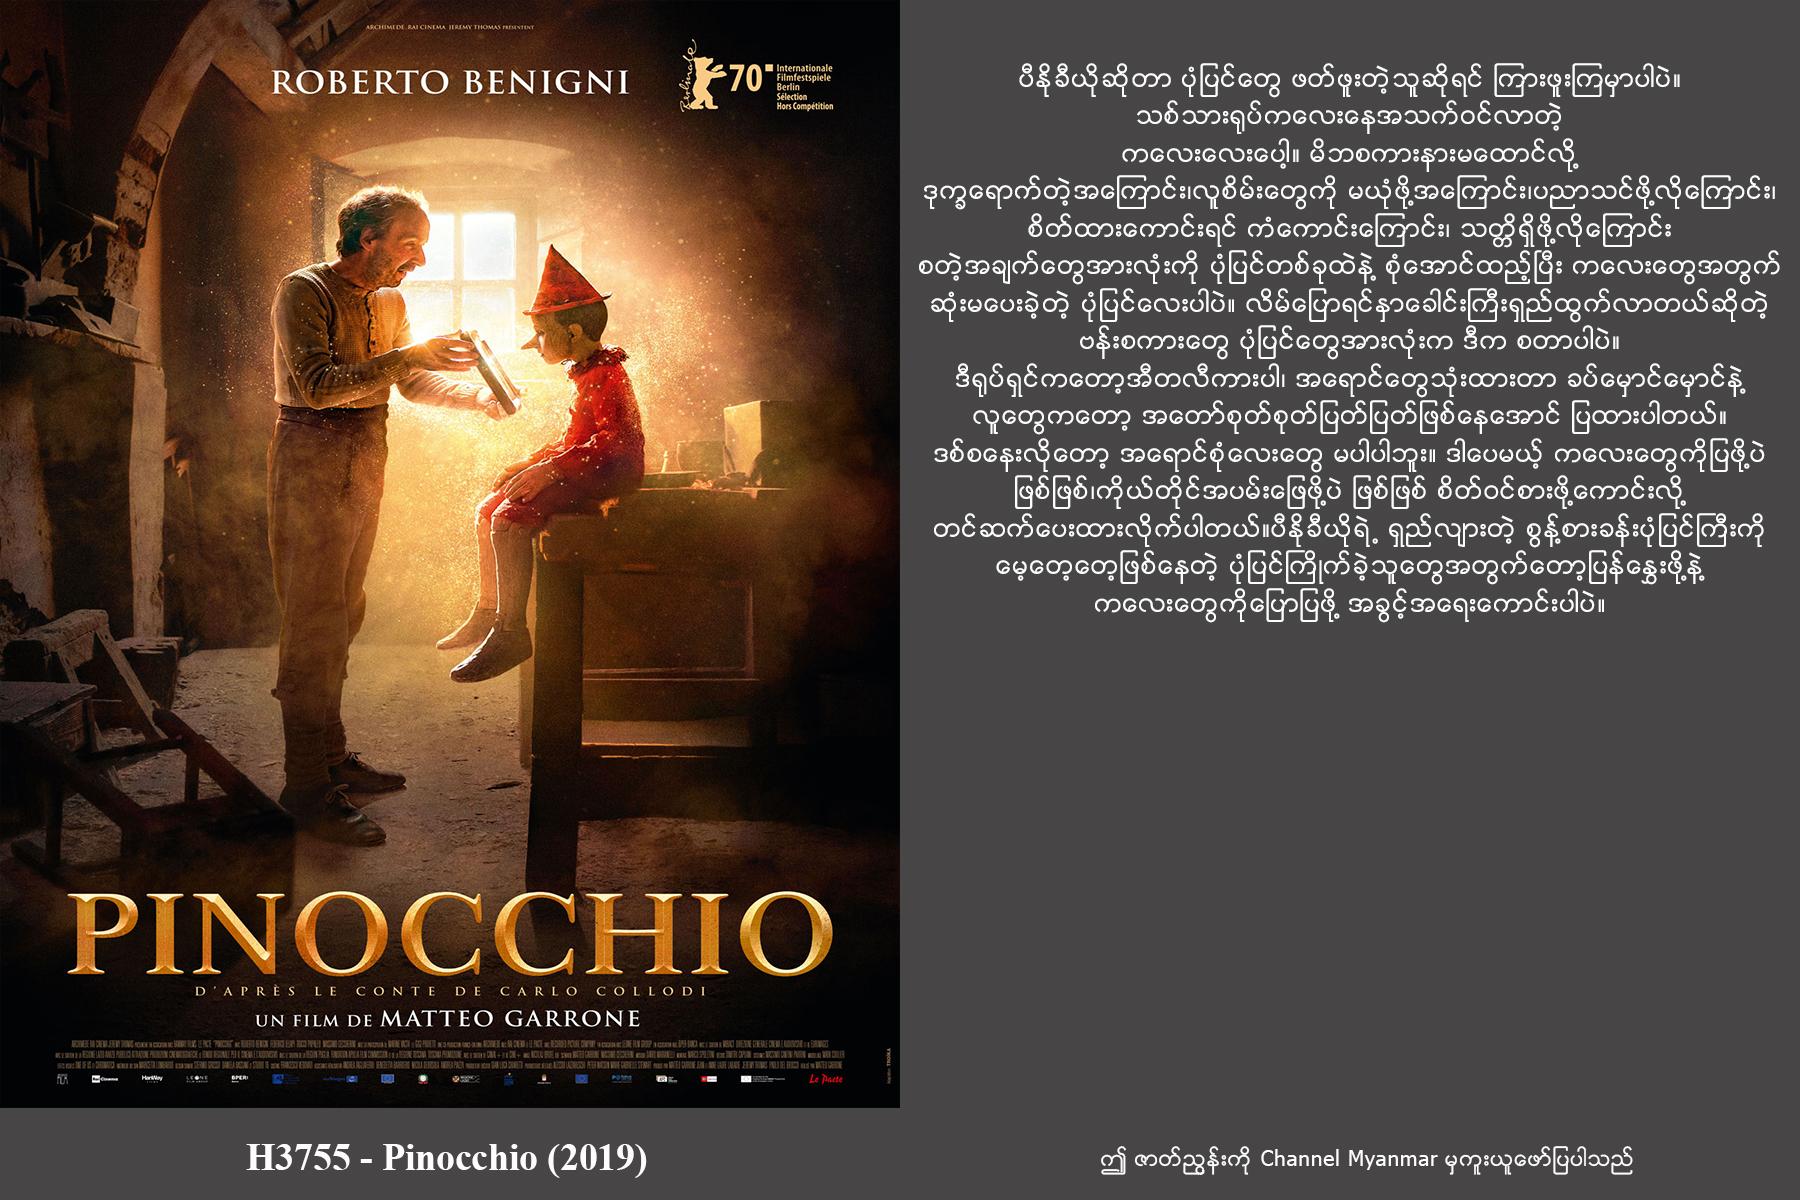 ARCHIMEDE, RAI CINEMA, JEREMY THOMAS PRÉSENTENT
ROBERTO BENIGNI
Berlinale
70
Internationale
Filmfestspiele
Berlin
Sélection
Hors Compétition
PINOCCHIO
D'APRÈS LE CONTE DE CARLO COLLODI
UN FILM DE MATTEO GARRONE
Rai Cinema
HanWay
LEONE
BPER:
Le Pacte
H3755 - Pinocchio (2019)
ပီနိုခီယိုဆိုတာ ပုံပြင်တွေ ဖတ်ဖူးတဲ့သူဆိုရင် ကြားဖူးကြမှာပါပဲ။
သစ်သားရုပ်ကလေးနေအသက်ဝင်လာတဲ့
ကလေးလေးပေါ့။ မိဘစကားနားမထောင်လို့
ဒုက္ခရောက်တဲ့အကြောင်း၊လူစိမ်းတွေကို မယုံဖို့အကြောင်း၊ပညာသင်ဖို့လိုကြောင်း၊
စိတ်ထားကောင်းရင် ကံကောင်းကြောင်း၊ သတ္တိရှိဖို့လိုကြောင်း
စတဲ့အချက်တွေအားလုံးကို ပုံပြင်တစ်ခုထဲနဲ့ စုံအောင်ထည့်ပြီး ကလေးတွေအတွက်
ဆုံးမပေးခဲ့တဲ့ ပုံပြင်လေးပါပဲ။ လိမ်ပြောရင်နှာခေါင်းကြီးရှည်ထွက်လာတယ်ဆိုတဲ့
ဗန်းစကားတွေ ပုံပြင်တွေအားလုံးက ဒီက စတာပါပဲ။
ဒီရုပ်ရှင်ကတော့အီတလီကားပါ၊ အရောင်တွေသုံးထားတာ ခပ်မှောင်မှောင်နဲ့
လူတွေကတော့ အတော်စုတ်စုတ်ပြတ်ပြတ်ဖြစ်နေအောင် ပြထားပါတယ်။
ဒစ်စနေးလိုတော့ အရောင်စုံလေးတွေ မပါပါဘူး။ ဒါပေမယ့် ကလေးတွေကိုပြဖို့ပဲ
ဖြစ်ဖြစ်၊ကိုယ်တိုင်အပမ်းဖြေဖို့ပဲ ဖြစ်ဖြစ် စိတ်ဝင်စားဖို့ကောင်းလို့
တင်ဆက်ပေးထားလိုက်ပါတယ်။ပီနိုခီယိုရဲ့ ရှည်လျားတဲ့ စွန့်စားခန်းပုံပြင်ကြီးကို
မေ့တေ့တေ့ဖြစ်နေတဲ့ ပုံပြင်ကြိုက်ခဲ့သူတွေအတွက်တော့ပြန်နွှေးဖို့နဲ့
ကလေးတွေကိုပြောပြဖို့ အခွင့်အရေးကောင်းပါပဲ။
ဤ ဇာတ်ညွှန်းကို Channel Myanmar မှကူးယူဖော်ပြပါသည်